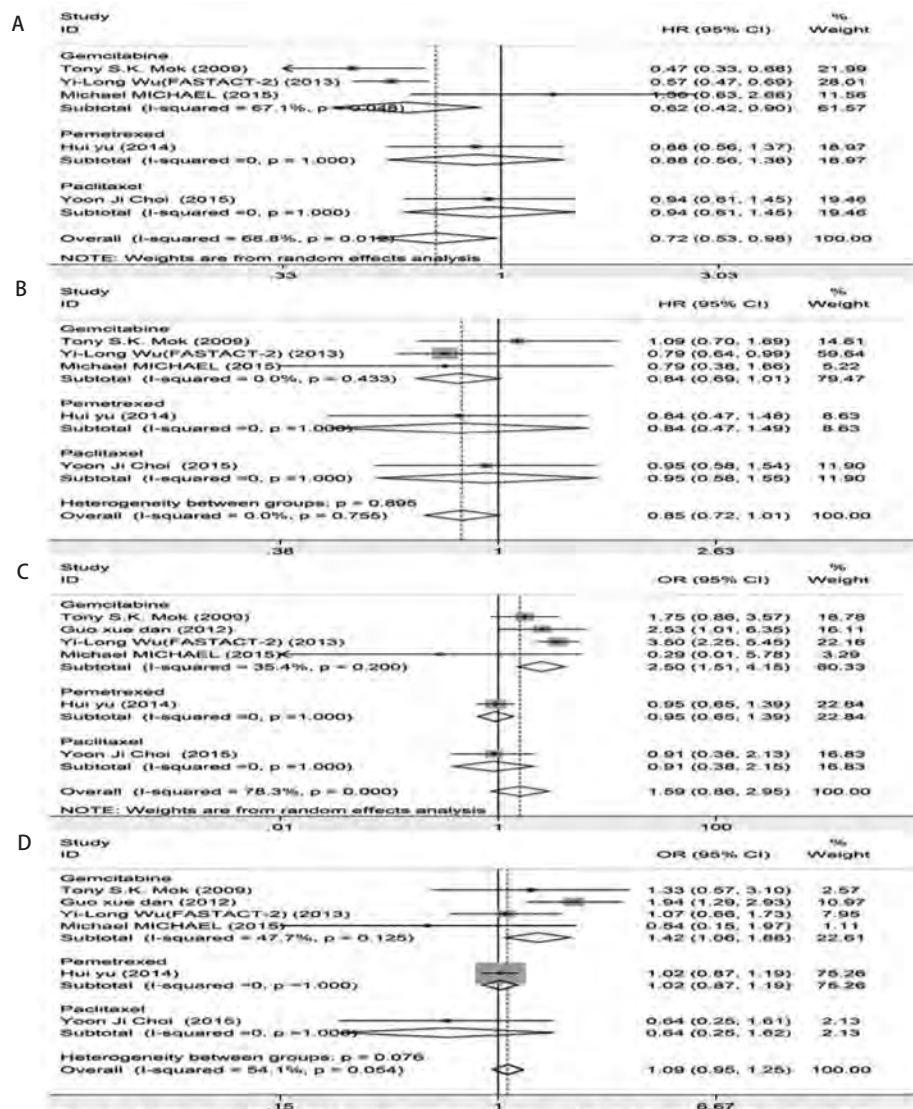 A
Study %
ID HR (95% CI) Weight
Gemcitabine
Tony S.K. Mok (2009) 0.47 (0.33, 0.68) 21.99
Yi-Long Wu(FASTACT-2) (2013) 0.57 (0.47, 0.69) 28.01
Michael MICHAEL (2015) (0.63, 2.66) 11.56
Subtotal (I-squared = 67.1%, p = 0.048) 0.62 (0.42, 0.90) 61.57
Pemetrexed
Hui yu (2014) 0.88 (0.56, 1.37) 18.97
Subtotal (I-squared =0, p = 1.000) 0.88 (0.56, 1.38) 18.97
Paclitaxel
Yoon Ji Choi (2015) 0.94 (0.61, 1.45) 19.46
Subtotal (I-squared =0, p =1.000) 0.94 (0.61, 1.45) 19.46
Overall (I-squared = 68.8%, p = 0.012) 0.72 (0.53, 0.98) 100.00
NOTE: Weights are from random effects analysis
.33 1 3.03
B
Study %
ID HR (95% CI) Weight
Gemcitabine
Tony S.K. Mok (2009) 1.09 (0.70, 1.69) 14.61
Yi-Long Wu(FASTACT-2) (2013) 0.79 (0.64, 0.99) 59.64
Michael MICHAEL (2015) 0.79 (0.38, 1.66) 5.22
Subtotal (I-squared = 0.0%, p = 0.433) 0.84 (0.69, 1.01) 79.47
Pemetrexed
Hui yu (2014) 0.84 (0.47, 1.48) 8.63
Subtotal (I-squared =0, p = 1.000) 0.84 (0.47, 1.49) 8.63
Paclitaxel
Yoon Ji Choi (2015) 0.95 (0.58, 1.54) 11.90
Subtotal (I-squared =0, p = 1.000) 0.95 (0.58, 1.55) 11.90
Heterogeneity between groups: p = 0.895
Overall (I-squared = 0.0%, p = 0.755) 0.85 (0.72, 1.01) 100.00
.38 1 2.63
C
Study %
ID OR (95% CI) Weight
Gemcitabine
Tony S.K. Mok (2009) 1.75 (0.86, 3.57) 18.78
Guo xue dan (2012) 2.53 (1.01, 6.35) 16.11
Yi-Long Wu(FASTACT-2) (2013) 3.50 (2.25, 5.45) 22.16
Michael MICHAEL (2015) 0.29 (0.01, 5.78) 3.29
Subtotal (I-squared = 35.4%, p = 0.200) 2.50 (1.51, 4.15) 60.33
Pemetrexed
Hui yu (2014) 0.95 (0.65, 1.39) 22.84
Subtotal (I-squared =0, p =1.000) 0.95 (0.65, 1.39) 22.84
Paclitaxel
Yoon Ji Choi (2015) 0.91 (0.38, 2.13) 16.83
Subtotal (I-squared =0, p = 1.000) 0.91 (0.38, 2.15) 16.83
Overall (I-squared = 78.3%, p = 0.000) 1.59 (0.86, 2.95) 100.00
NOTE: Weights are from random effects analysis
.01 1 100
D
Study %
ID OR (95% CI) Weight
Gemcitabine
Tony S.K. Mok (2009) 1.33 (0.57, 3.10) 2.57
Guo xue dan (2012) 1.94 (1.29, 2.93) 10.97
Yi-Long Wu(FASTACT-2) (2013) 1.07 (0.66, 1.73) 7.95
Michael MICHAEL (2015) 0.54 (0.15, 1.97) 1.11
Subtotal (I-squared = 47.7%, p = 0.125) 1.42 (1.06, 1.88) 22.61
Pemetrexed
Hui yu (2014) 1.02 (0.87, 1.19) 75.26
Subtotal (I-squared =0, p = 1.000) 1.02 (0.87, 1.19) 75.26
Paclitaxel
Yoon Ji Choi (2015) 0.64 (0.25, 1.61) 2.13
Subtotal (I-squared =0, p = 1.000) 0.64 (0.25, 1.62) 2.13
Heterogeneity between groups: p = 0.076
Overall (I-squared = 54.1%, p = 0.054) 1.09 (0.95, 1.25) 100.00
.15 1 6.67